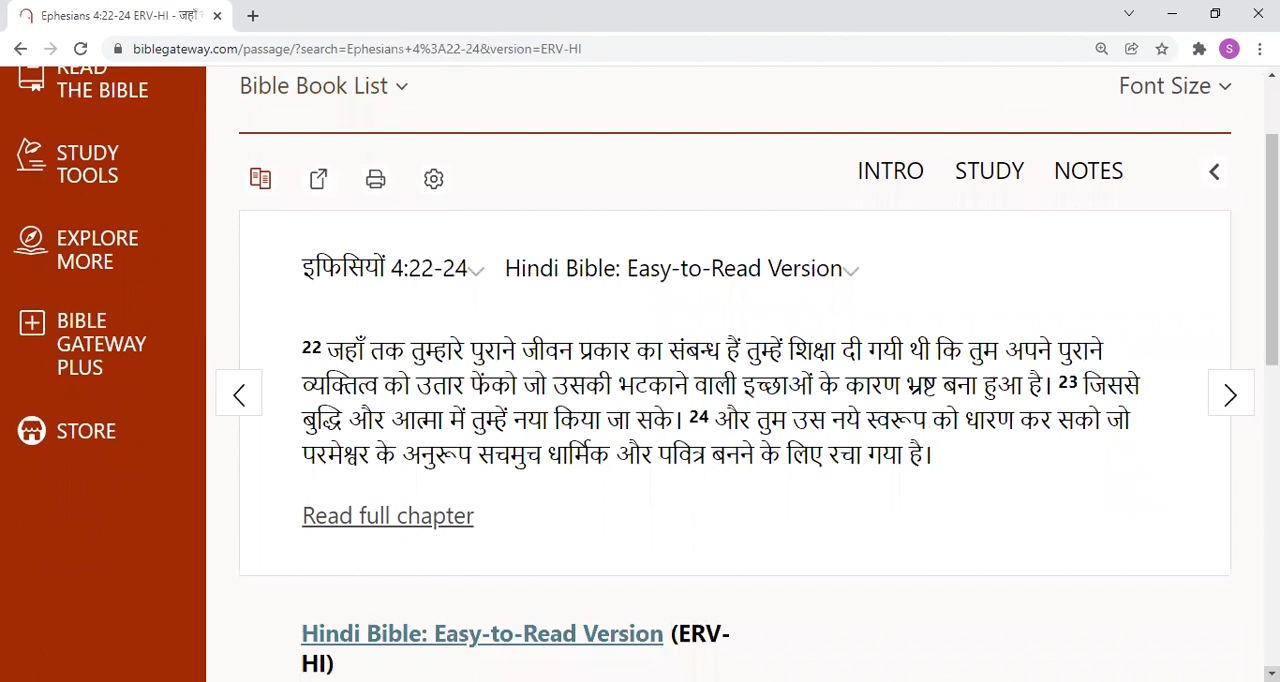 Ephesians 4:22-24 ERV-HI - जहाँ
biblegateway.com/passage/?search=Ephesians+4%3A22-24&version=ERV-HI
S
READ
THE BIBLE
STUDY
TOOLS
EXPLORE
MORE
BIBLE
GATEWAY
PLUS
STORE
Bible Book List
Font Size
INTRO STUDY NOTES
इफिसियों 4:22-24 Hindi Bible: Easy-to-Read Version
22 जहाँ तक तुम्हारे पुराने जीवन प्रकार का संबन्ध हैं तुम्हें शिक्षा दी गयी थी कि तुम अपने पुराने
व्यक्तित्व को उतार फेंको जो उसकी भटकाने वाली इच्छाओं के कारण भ्रष्ट बना हुआ है। 23 जिससे
बुद्धि और आत्मा में तुम्हें नया किया जा सके। 24 और तुम उस नये स्वरूप को धारण कर सको जो
परमेश्वर के अनुरूप सचमुच धार्मिक और पवित्र बनने के लिए रचा गया है।
Read full chapter
Hindi Bible: Easy-to-Read Version (ERV-
HI)